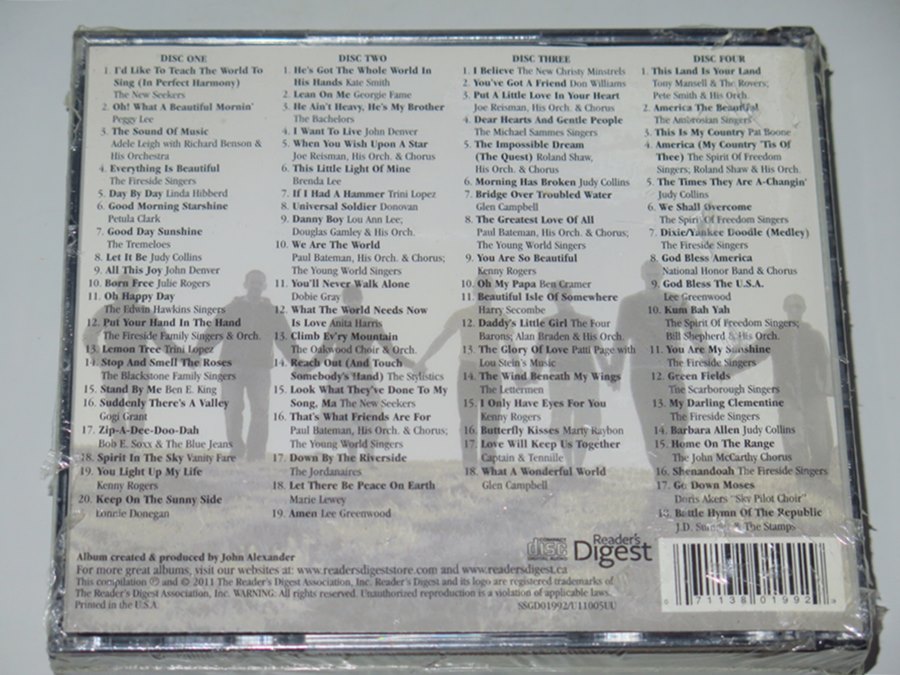 DISC ONE
1. I'd Like To Teach The World To
Sing (In Perfect Harmony)
The New Seekers
2. Oh! What A Beautiful Mornin'
Peggy Lee
3. The Sound Of Music
Adele Leigh with Richard Benson &
His Orchestra
4. Everything Is Beautiful
The Fireside Singers
5. Day By Day Linda Hibberd
6. Good Morning Starshine
Petula Clark
7. Good Day Sunshine
The Tremeloes
8. Let It Be Judy Collins
9. All This Joy John Denver
10. Born Free Julie Rogers
11. Oh Happy Day
The Edwin Hawkins Singers
12. Put Your Hand In The Hand
The Fireside Family Singers & Orch.
13. Lemon Tree Trini Lopez
14. Stop And Smell The Roses
The Blackstone Family Singers
15. Stand By Me Ben E. King
16. Suddenly There's A Valley
Gogi Grant
17. Zip-A-Dee-Doo-Dah
Bob E. Soxx & The Blue Jeans
18. Spirit In The Sky Vanity Fare
19. You Light Up My Life
Kenny Rogers
20. Keep On The Sunny Side
Lonnie Donegan
DISC TWO
1. He's Got The Whole World In
His Hands Kate Smith
2. Lean On Me Georgie Fame
3. He Ain't Heavy, He's My Brother
The Bachelors
4. I Want To Live John Denver
5. When You Wish Upon A Star
Joe Reisman, His Orch. & Chorus
6. This Little Light Of Mine
Brenda Lee
7. If I Had A Hammer Trini Lopez
8. Universal Soldier Donovan
9. Danny Boy Lou Ann Lee;
Douglas Gamley & His Orch.
10. We Are The World
Paul Bateman, His Orch. & Chorus;
The Young World Singers
11. You'll Never Walk Alone
Dobie Gray
12. What The World Needs Now
Is Love Anita Harris
13. Climb Ev'ry Mountain
The Oakwood Choir & Orch.
14. Reach Out (And Touch
Somebody's Hand) The Stylistics
15. Look What They've Done To My
Song, Ma The New Seekers
16. That's What Friends Are For
Paul Bateman, His Orch. & Chorus;
The Young World Singers
17. Down By The Riverside
The Jordanaires
18. Let There Be Peace On Earth
Marie Lewey
19. Amen Lee Greenwood
DISC THREE
1. I Believe The New Christy Minstrels
2. You've Got A Friend Don Williams
3. Put A Little Love In Your Heart
Joe Reisman, His Orch. & Chorus
4. Dear Hearts And Gentle People
The Michael Sammes Singers
5. The Impossible Dream
(The Quest) Roland Shaw,
His Orch. & Chorus
6. Morning Has Broken Judy Collins
7. Bridge Over Troubled Water
Glen Campbell
8. The Greatest Love Of All
Paul Bateman, His Orch. & Chorus;
The Young World Singers
9. You Are So Beautiful
Kenny Rogers
10. Oh My Papa Ben Cramer
11. Beautiful Isle Of Somewhere
Harry Secombe
12. Daddy's Little Girl The Four
Barons; Alan Braden & His Orch.
13. The Glory Of Love Patti Page with
Lou Stein's Music
14. The Wind Beneath My Wings
The Lettermen
15. I Only Have Eyes For You
Kenny Rogers
16. Butterfly Kisses Marty Raybon
17. Love Will Keep Us Together
Captain & Tennille
18. What A Wonderful World
Glen Campbell
DISC FOUR
1. This Land Is Your Land
Tony Mansell & The Rovers;
Pete Smith & His Orch.
2. America The Beautiful
The Ambrosian Singers
3. This Is My Country Pat Boone
4. America (My Country 'Tis Of
Thee) The Spirit Of Freedom
Singers; Roland Shaw & His Orch.
5. The Times They Are A-Changin'
Judy Collins
6. We Shall Overcome
The Spirit Of Freedom Singers
7. Dixie/Yankee Doodle (Medley)
The Fireside Singers
8. God Bless America
National Honor Band & Chorus
9. God Bless The U.S.A.
Lee Greenwood
10. Kum Bah Yah
The Spirit Of Freedom Singers;
Bill Shepherd & His Orch.
11. You Are My Sunshine
The Fireside Singers
12. Green Fields
The Scarborough Singers
13. My Darling Clementine
The Fireside Singers
14. Barbara Allen Judy Collins
15. Home On The Range
The John McCarthy Chorus
16. Shenandoah The Fireside Singers
17. Go Down Moses
Doris Akers "Sky Pilot Choir"
18. Battle Hymn Of The Republic
J.D. Sumner & The Stamps
Album created & produced by John Alexander
For more great albums, visit our websites at: www.readersdigeststore.com and www.readersdigest.ca
This compilation ℗ and © 2011 The Reader's Digest Association, Inc. Reader's Digest and its logo are registered trademarks of
The Reader's Digest Association, Inc. WARNING: All rights reserved. Unauthorized reproduction is a violation of applicable laws.
Printed in the U.S.A.
SSGD01992/U11005UU
COMPACT
disc
DIGITAL AUDIO
Reader's
Digest
0 71138 01992